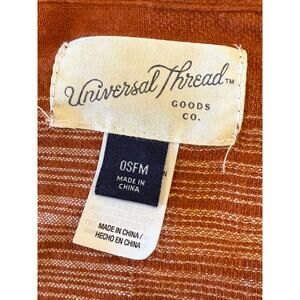 Universal Thread™
GOODS
CO.
OSFM
MADE IN
CHINA
MADE IN CHINA/
HECHO EN CHINA